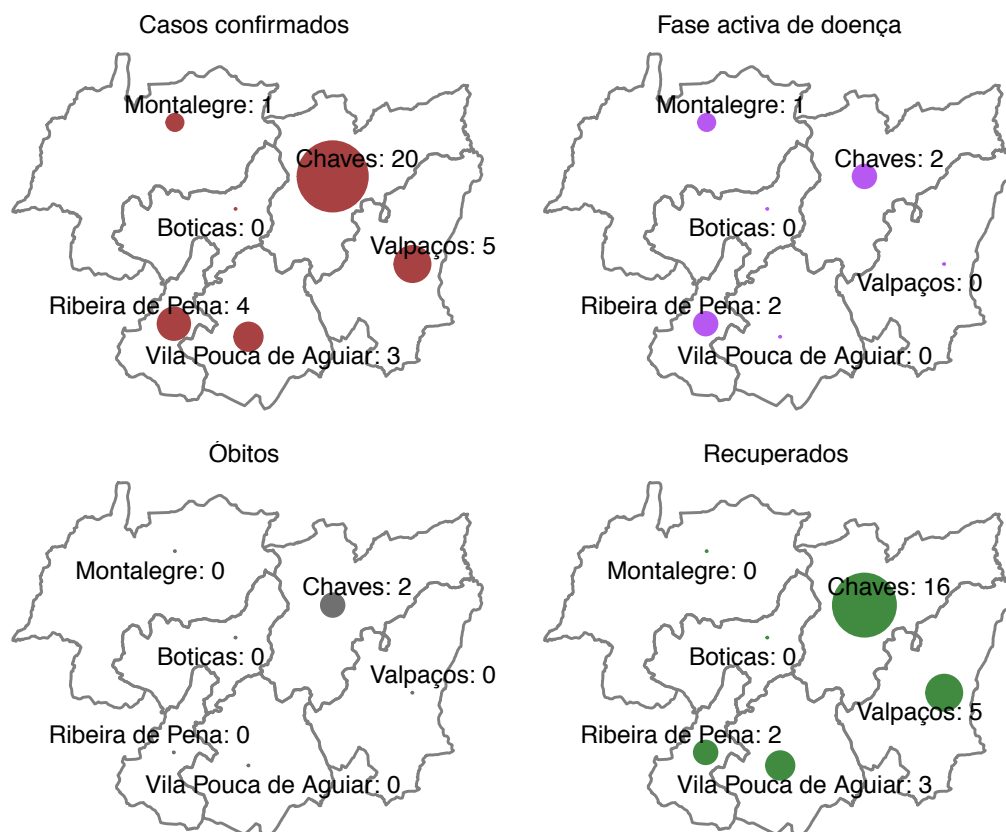 Casos confirmados
Montalegre: 1
Chaves: 20
Boticas: 0
Valpaços: 5
Ribeira de Pena: 4
Vila Pouca de Aguiar: 3
Fase activa de doença
Montalegre: 1
Chaves: 2
Boticas: 0
Valpaços: 0
Ribeira de Pena: 2
Vila Pouca de Aguiar: 0
Óbitos
Montalegre: 0
Chaves: 2
Boticas: 0
Valpaços: 0
Ribeira de Pena: 0
Vila Pouca de Aguiar: 0
Recuperados
Montalegre: 0
Chaves: 16
Boticas: 0
Valpaços: 5
Ribeira de Pena: 2
Vila Pouca de Aguiar: 3